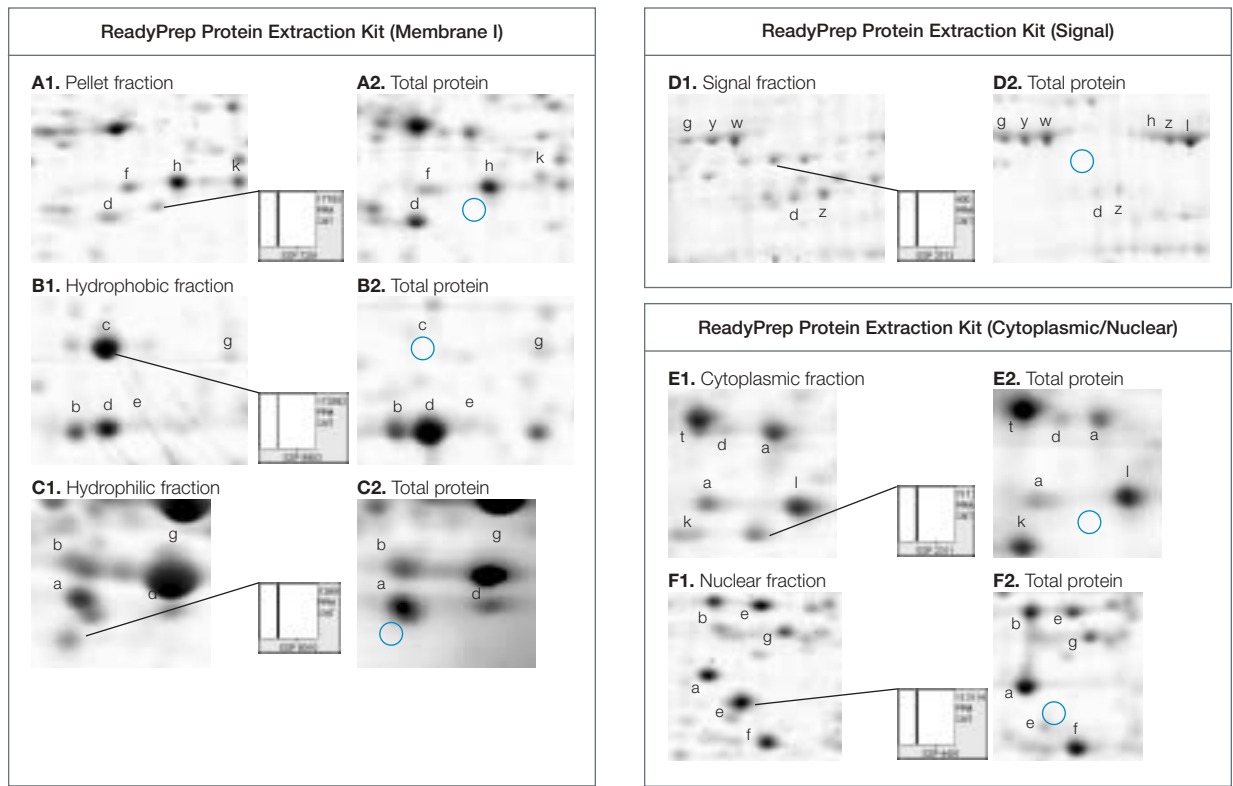 ReadyPrep Protein Extraction Kit (Membrane I)
A1. Pellet fraction
f
h
k
d
A2. Total protein
f
h
k
d
B1. Hydrophobic fraction
c
g
b d e
B2. Total protein
c
g
b d e
C1. Hydrophilic fraction
b
g
a
d
C2. Total protein
b
g
a
d
ReadyPrep Protein Extraction Kit (Signal)
D1. Signal fraction
g y w
d z
D2. Total protein
g y w
h z l
d z
ReadyPrep Protein Extraction Kit (Cytoplasmic/Nuclear)
E1. Cytoplasmic fraction
t d a
a l
k
E2. Total protein
t d a
a l
k
F1. Nuclear fraction
b e
g
a
e
f
F2. Total protein
b e
g
a
e
f